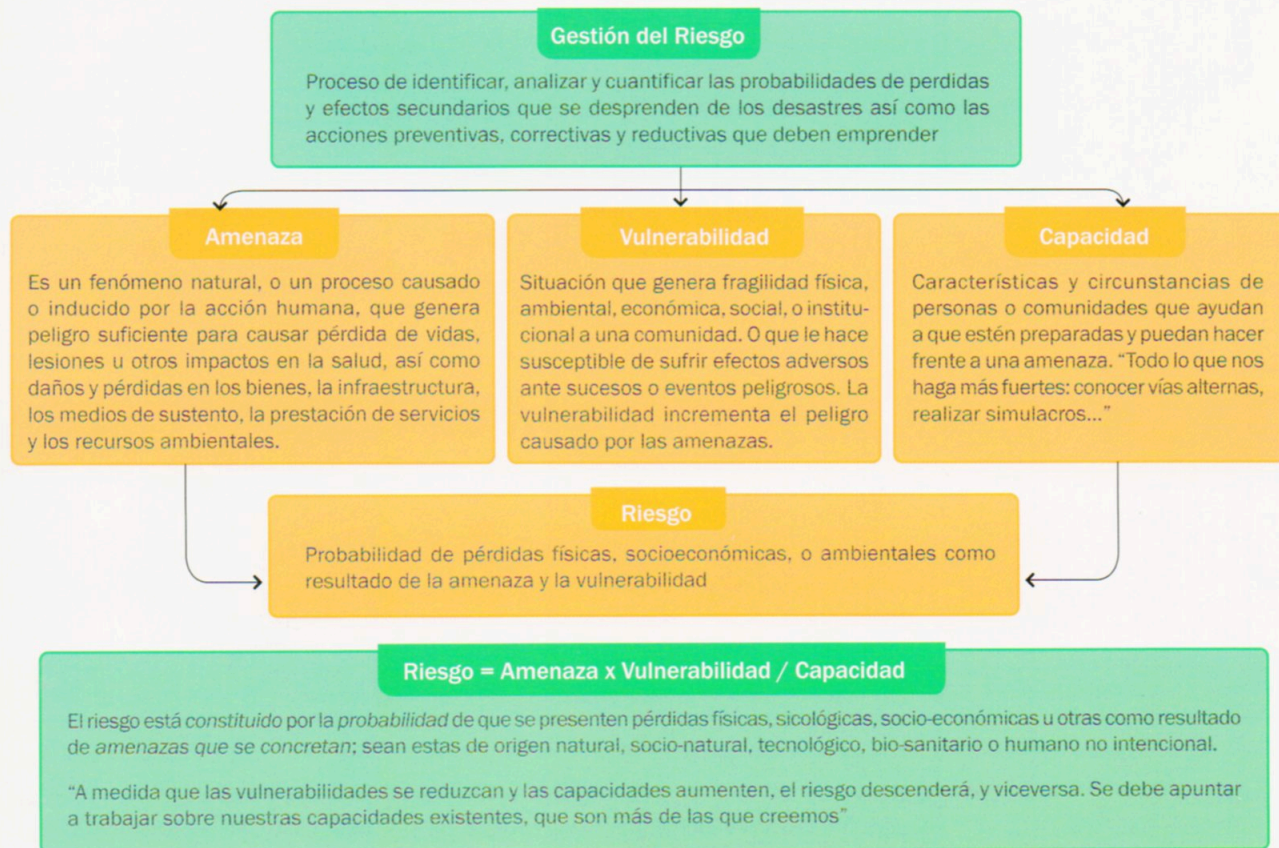 Gestión del Riesgo
Proceso de identificar, analizar y cuantificar las probabilidades de perdidas
y efectos secundarios que se desprenden de los desastres así como las
acciones preventivas, correctivas y reductivas que deben emprender
Amenaza
Es un fenómeno natural, o un proceso causado
o inducido por la acción humana, que genera
peligro suficiente para causar pérdida de vidas,
lesiones u otros impactos en la salud, así como
daños y pérdidas en los bienes, la infraestructura,
los medios de sustento, la prestación de servicios
y los recursos ambientales.
Vulnerabilidad
Situación que genera fragilidad física,
ambiental, económica, social, o institu-
cional a una comunidad. O que le hace
susceptible de sufrir efectos adversos
ante sucesos o eventos peligrosos. La
vulnerabilidad incrementa el peligro
causado por las amenazas.
Capacidad
Características y circunstancias de
personas o comunidades que ayudan
a que estén preparadas y puedan hacer
frente a una amenaza. “Todo lo que nos
haga más fuertes: conocer vías alternas,
realizar simulacros...”
Riesgo
Probabilidad de pérdidas físicas, socioeconómicas, o ambientales como
resultado de la amenaza y la vulnerabilidad
Riesgo = Amenaza x Vulnerabilidad / Capacidad
El riesgo está constituido por la probabilidad de que se presenten pérdidas físicas, sicológicas, socio-económicas u otras como resultado
de amenazas que se concretan; sean estas de origen natural, socio-natural, tecnológico, bio-sanitario o humano no intencional.
“A medida que las vulnerabilidades se reduzcan y las capacidades aumenten, el riesgo descenderá, y viceversa. Se debe apuntar
a trabajar sobre nuestras capacidades existentes, que son más de las que creemos”